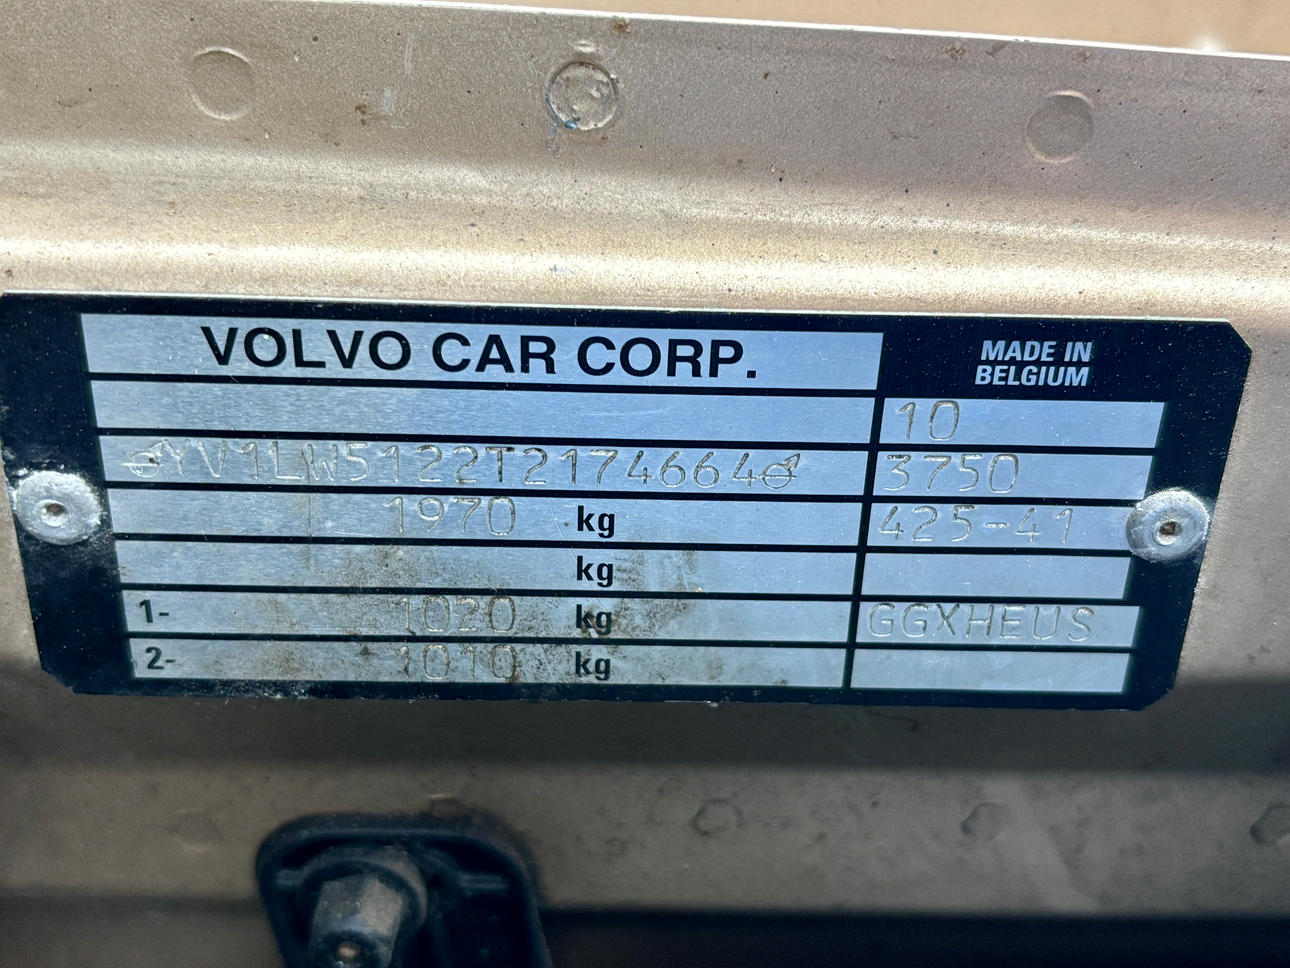 VOLVO CAR CORP.
MADE IN
BELGIUM
10
YV1LW5122T2174664
3750
1970 kg
425-41
kg
1- 1020 kg
GGXHEUS
2- 1010 kg